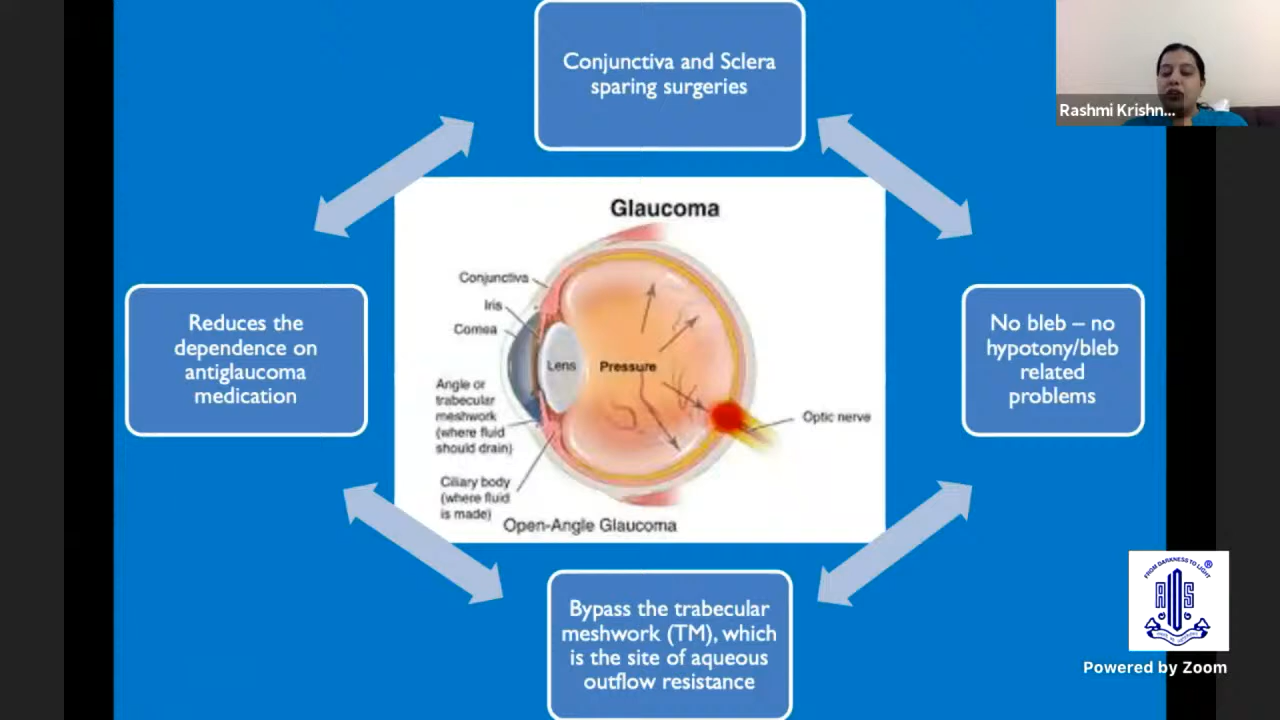 Conjunctiva and Sclera
sparing surgeries
Rashmi Krishn...
Glaucoma
Conjunctiva
Iris
Cornea
Lens
Pressure
Angle or
trabecular
meshwork
(where fluid
should drain)
Optic nerve
Ciliary body
(where fluid
is made)
Open-Angle Glaucoma
Reduces the
dependence on
antiglaucoma
medication
No bleb – no
hypotony/bleb
related
problems
Bypass the trabecular
meshwork (TM), which
is the site of aqueous
outflow resistance
FROM DARKNESS TO LIGHT
®
AIOS
Powered by Zoom